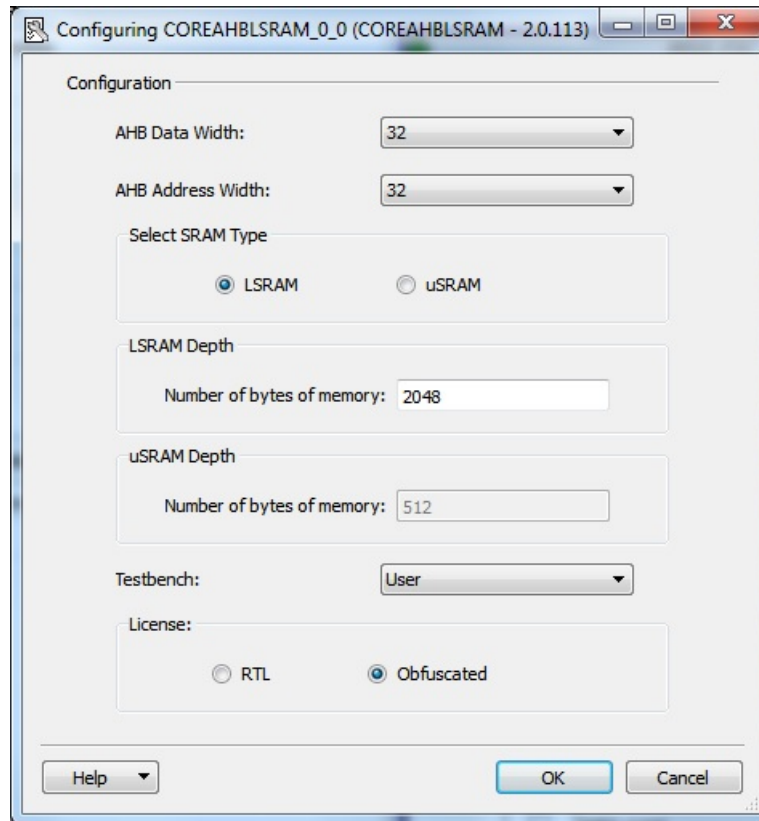 Configuring COREAHBLSRAM_0_0 (COREAHBLSRAM - 2.0.113)
Configuration
AHB Data Width: 32
AHB Address Width: 32
Select SRAM Type
LSRAM uSRAM
LSRAM Depth
Number of bytes of memory: 2048
uSRAM Depth
Number of bytes of memory: 512
Testbench: User
License:
RTL Obfuscated
Help OK Cancel